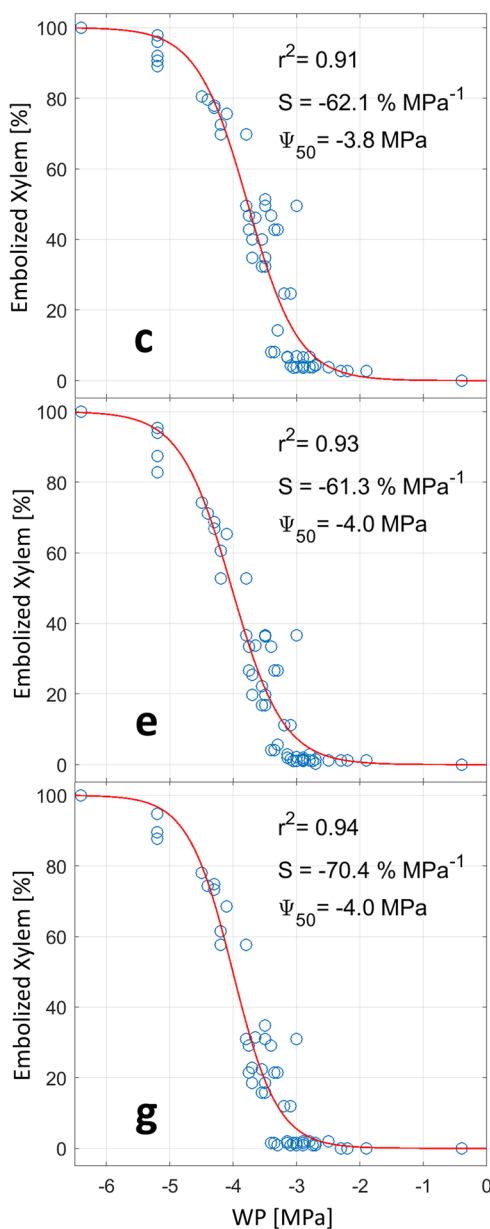 Embolized Xylem [%]
100
80
60
40
20
0
r²= 0.91
S = -62.1 % MPa⁻¹
Ψ₅₀= -3.8 MPa
c
Embolized Xylem [%]
100
80
60
40
20
0
r²= 0.93
S = -61.3 % MPa⁻¹
Ψ₅₀= -4.0 MPa
e
Embolized Xylem [%]
100
80
60
40
20
0
r²= 0.94
S = -70.4 % MPa⁻¹
Ψ₅₀= -4.0 MPa
g
-6 -5 -4 -3 -2 -1 0
WP [MPa]